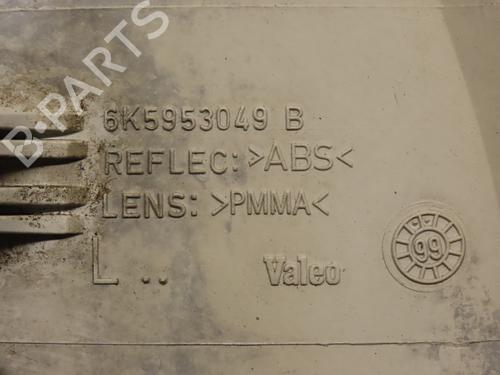 6K5953049 B
REFLEC: >ABS<
LENS: >PMMA<
L .. Valeo 99
B-PARTS